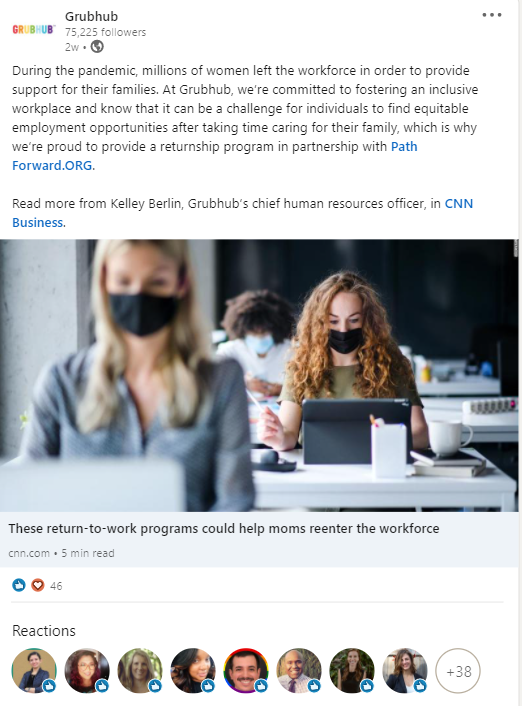 Grubhub
GRUBHUB
75,225 followers
2w •
During the pandemic, millions of women left the workforce in order to provide
support for their families. At Grubhub, we're committed to fostering an inclusive
workplace and know that it can be a challenge for individuals to find equitable
employment opportunities after taking time caring for their family, which is why
we're proud to provide a returnship program in partnership with Path
Forward.ORG.
Read more from Kelley Berlin, Grubhub's chief human resources officer, in CNN
Business.
These return-to-work programs could help moms reenter the workforce
cnn.com • 5 min read
46
Reactions
+38